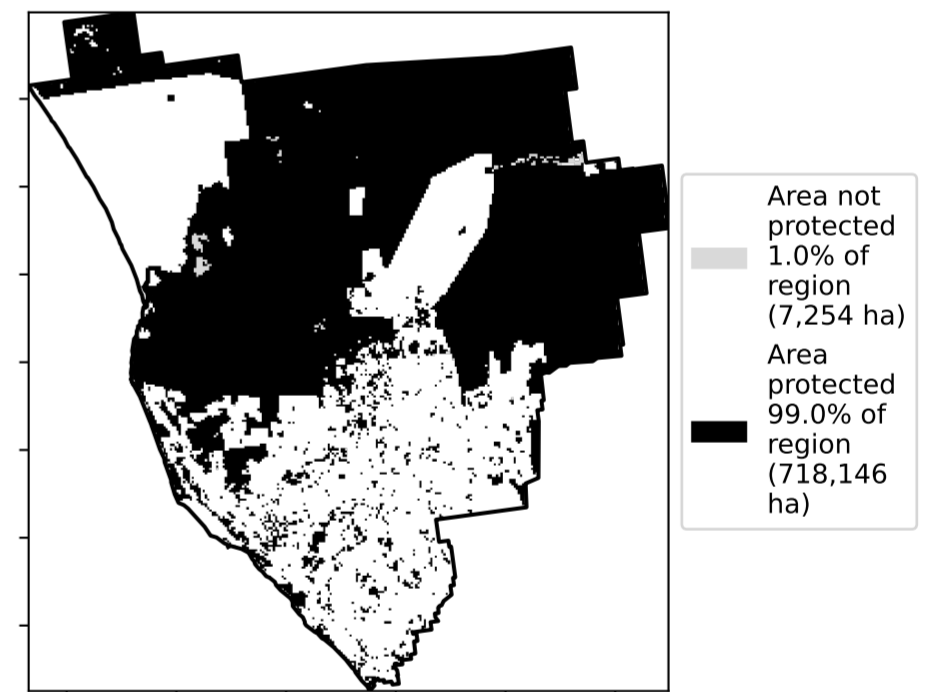 Area not
protected
1.0% of
region
(7,254 ha)
Area
protected
99.0% of
region
(718,146
ha)